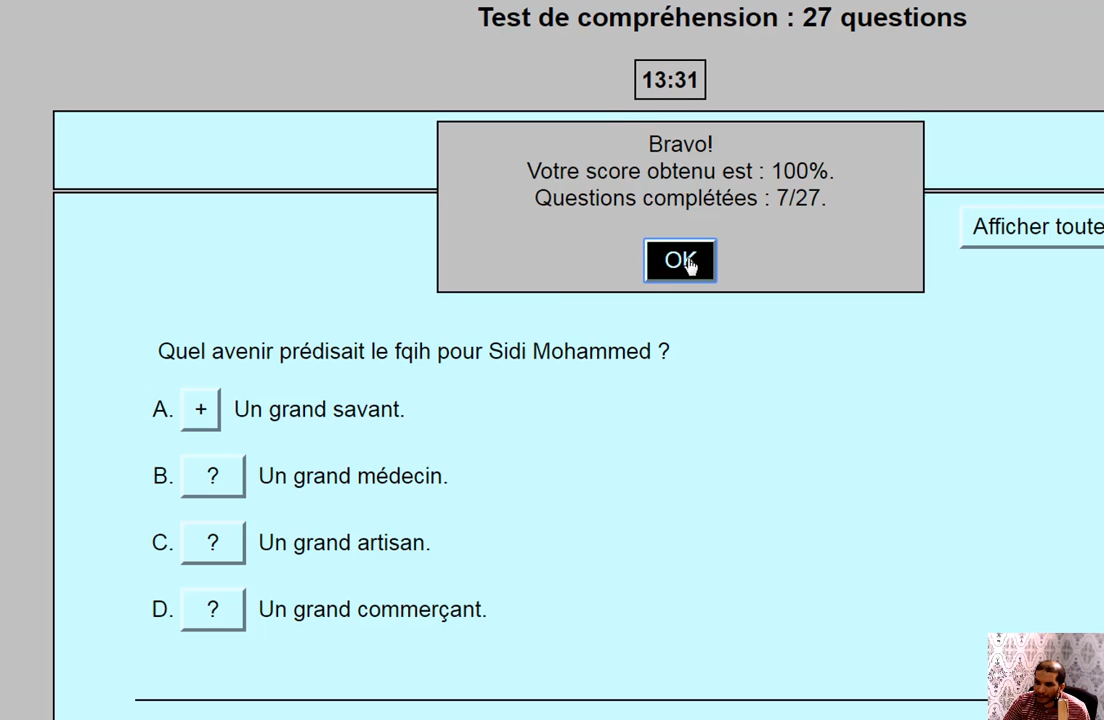 Test de compréhension : 27 questions
13:31
Bravo!
Votre score obtenu est : 100%.
Questions complétées : 7/27.
OK
Afficher toute
Quel avenir prédisait le fqih pour Sidi Mohammed ?
A. + Un grand savant.
B. ? Un grand médecin.
C. ? Un grand artisan.
D. ? Un grand commerçant.